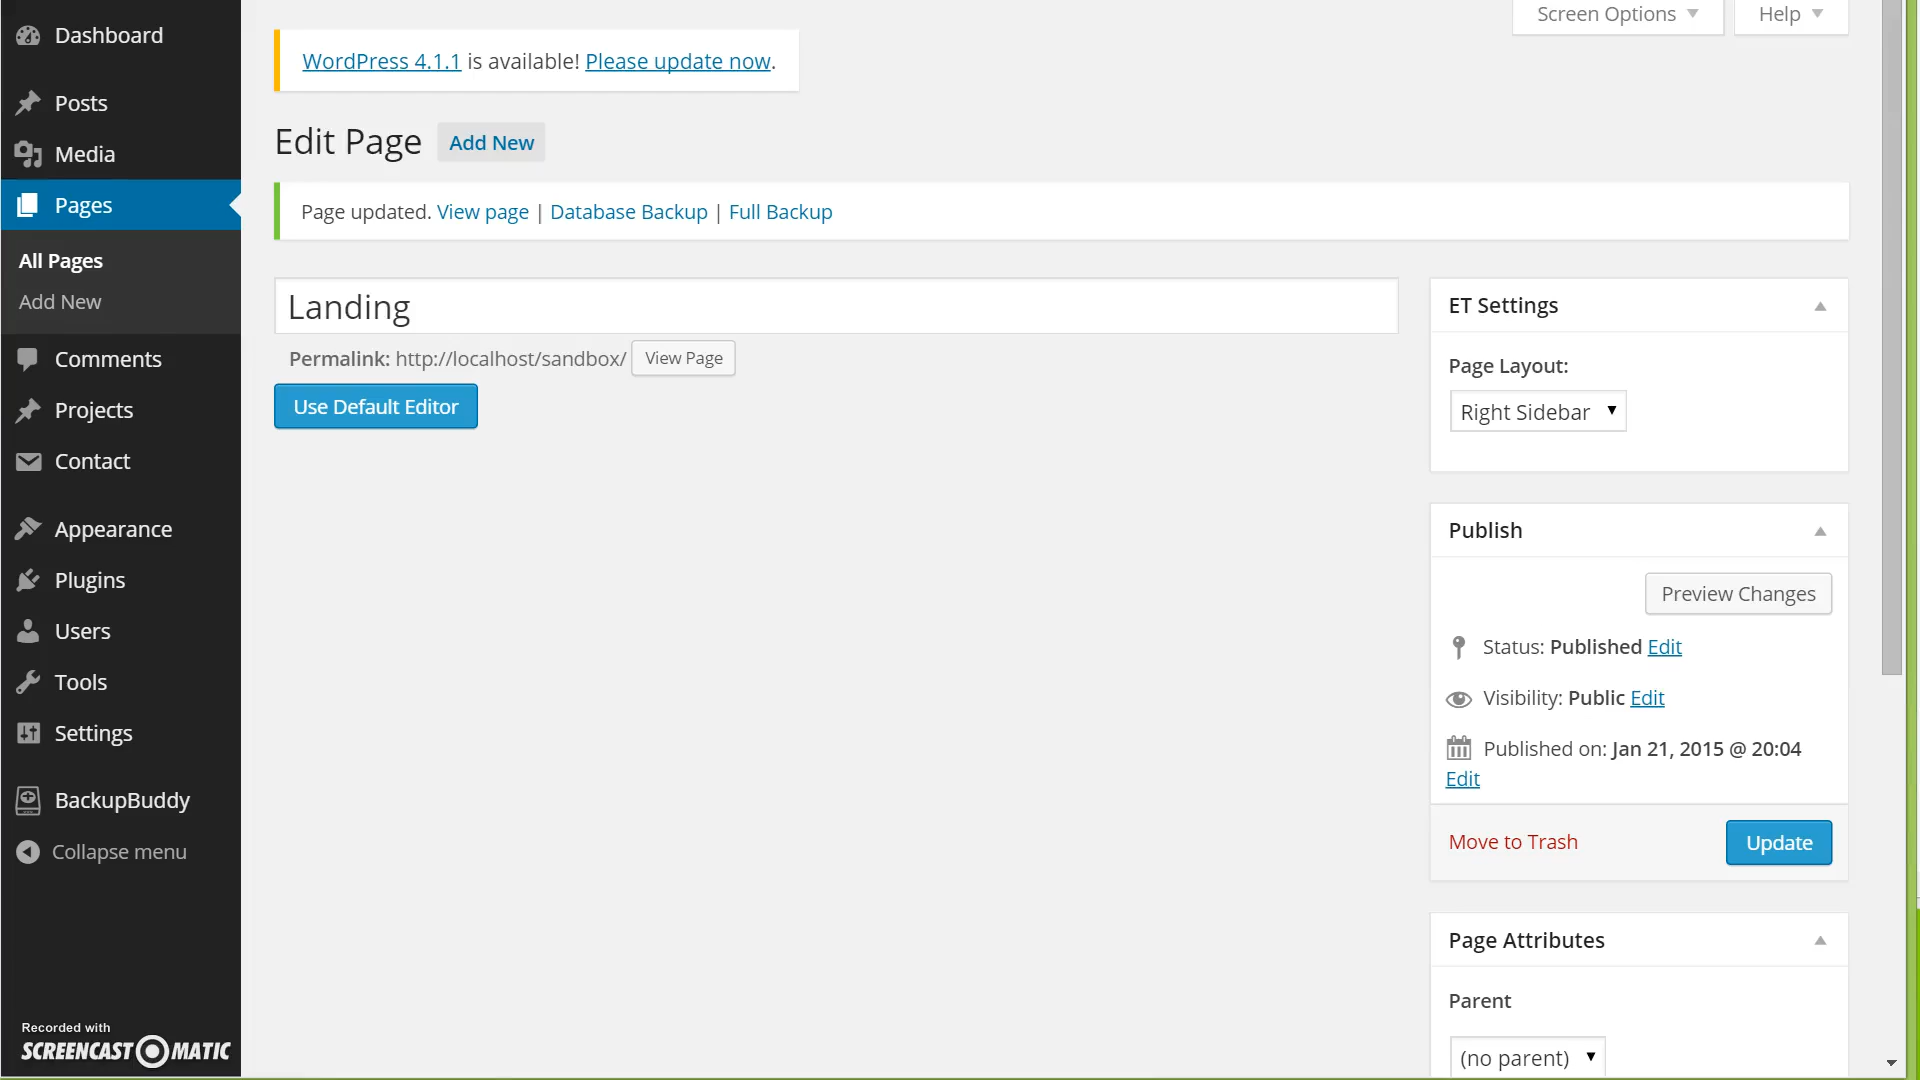 Dashboard
Posts
Media
Pages
All Pages
Add New
Comments
Projects
Contact
Appearance
Plugins
Users
Tools
Settings
BackupBuddy
Collapse menu
Recorded with
SCREENCAST MATIC
Screen Options
Help
WordPress 4.1.1 is available! Please update now.
Edit Page Add New
Page updated. View page | Database Backup | Full Backup
Landing
Permalink: http://localhost/sandbox/ View Page
Use Default Editor
ET Settings
Page Layout:
Right Sidebar
Publish
Preview Changes
Status: Published Edit
Visibility: Public Edit
Published on: Jan 21, 2015 @ 20:04
Edit
Move to Trash Update
Page Attributes
Parent
(no parent)